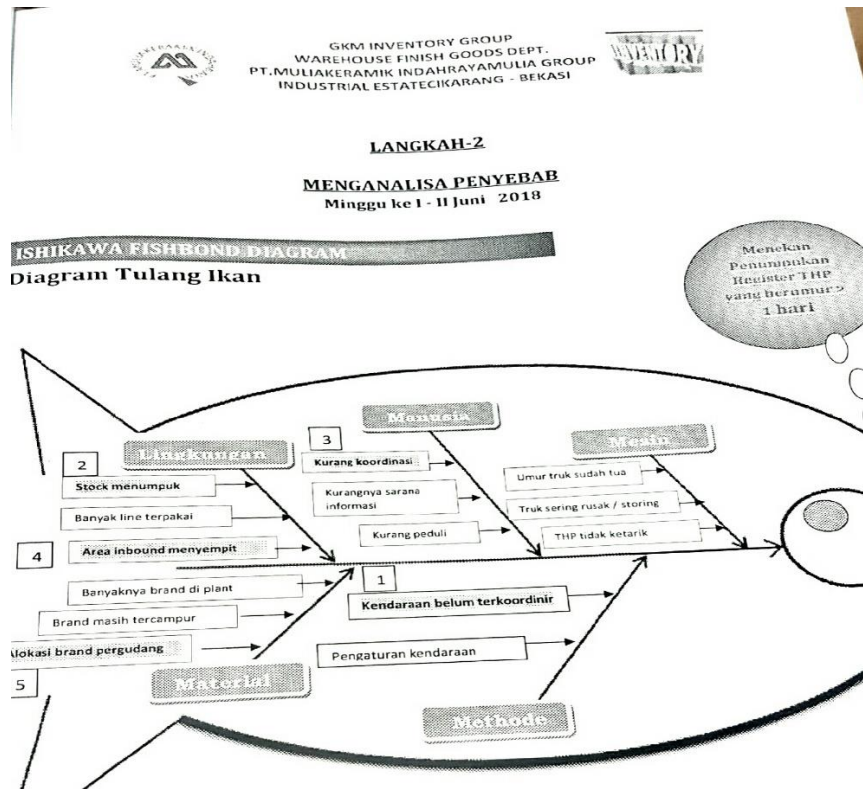 GKM INVENTORY GROUP
WAREHOUSE FINISH GOODS DEPT.
PT.MULIAKERAMIK INDAHRAYAMULIA GROUP
INDUSTRIAL ESTATECIKARANG - BEKASI
INVENTORY
LANGKAH-2
MENGANALISA PENYEBAB
Minggu ke I - II Juni 2018
ISHIKAWA FISHBOND DIAGRAM
Diagram Tulang Ikan
Menekan
Penumpukan
Register THP
yang berumur >
1 hari
Lingkungan
2
Stock menumpuk
Banyak line terpakai
4
Area inbound menyempit
Manusia
3
Kurang koordinasi
Kurangnya sarana
informasi
Kurang peduli
Mesin
Umur truk sudah tua
Truk sering rusak / storing
THP tidak ketarik
Banyaknya brand di plant
Brand masih tercampur
Alokasi brand pergudang
5
Material
1
Kendaraan belum terkoordinir
Pengaturan kendaraan
Methode